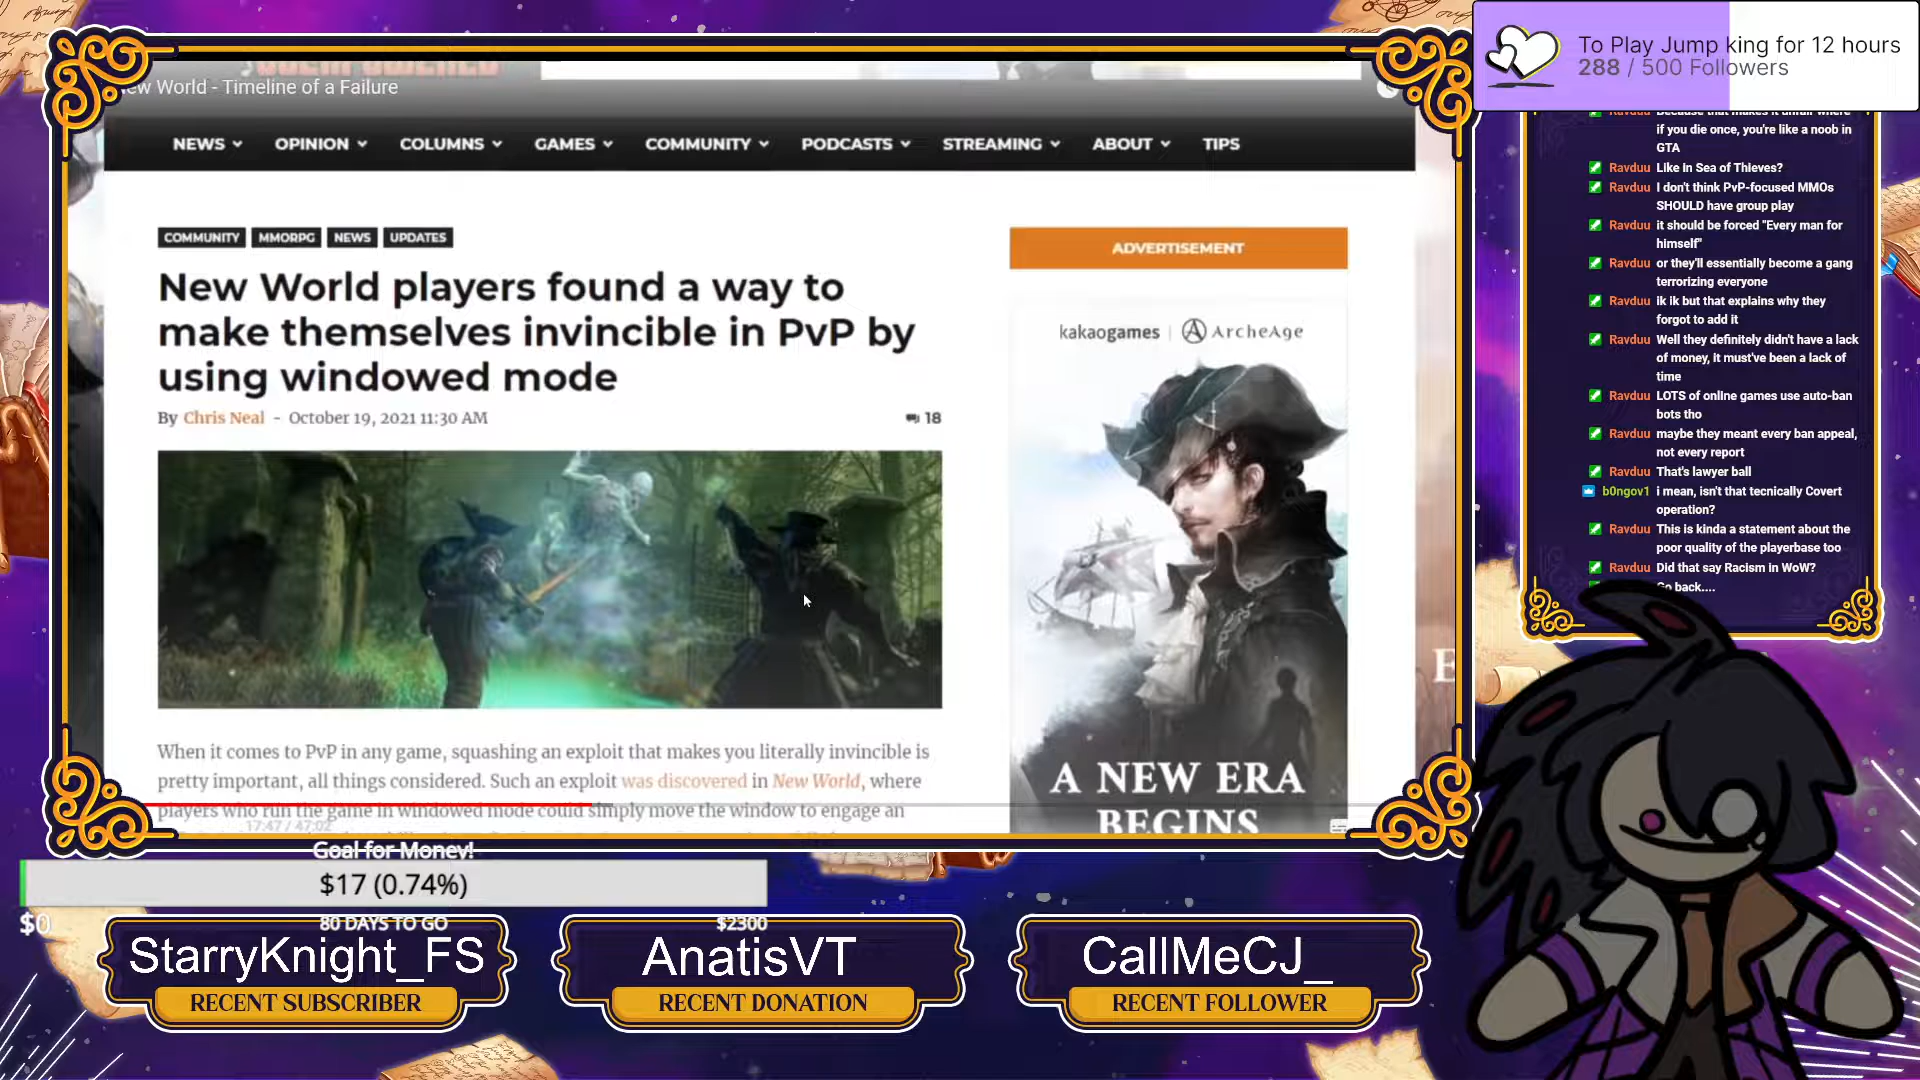 To Play Jump king for 12 hours
288 / 500 Followers
New World - Timeline of a Failure
NEWS
OPINION
COLUMNS
GAMES
COMMUNITY
PODCASTS
STREAMING
ABOUT
TIPS
COMMUNITY
MMORPG
NEWS
UPDATES
New World players found a way to
make themselves invincible in PvP by
using windowed mode
By Chris Neal - October 19, 2021 11:30 AM
18
When it comes to PvP in any game, squashing an exploit that makes you literally invincible is
pretty important, all things considered. Such an exploit was discovered in New World, where
players who run the game in windowed mode could simply move the window to engage an
17:47 / 47:02
ADVERTISEMENT
kakaogames | ArcheAge
A NEW ERA
BEGINS
E
Because that makes it unfair where
if you die once, you're like a noob in
GTA
Ravduu Like in Sea of Thieves?
Ravduu I don't think PvP-focused MMOs
SHOULD have group play
Ravduu it should be forced "Every man for
himself"
Ravduu or they'll essentially become a gang
terrorizing everyone
Ravduu ik ik but that explains why they
forgot to add it
Ravduu Well they definitely didn't have a lack
of money, it must've been a lack of
time
Ravduu LOTS of online games use auto-ban
bots tho
Ravduu maybe they meant every ban appeal,
not every report
Ravduu That's lawyer ball
b0ngov1 i mean, isn't that tecnically Covert
operation?
Ravduu This is kinda a statement about the
poor quality of the playerbase too
Ravduu Did that say Racism in WoW?
Go back....
Goal for Money!
$17 (0.74%)
$0
80 DAYS TO GO
$2300
StarryKnight_FS
RECENT SUBSCRIBER
AnatisVT
RECENT DONATION
CallMeCJ_
RECENT FOLLOWER